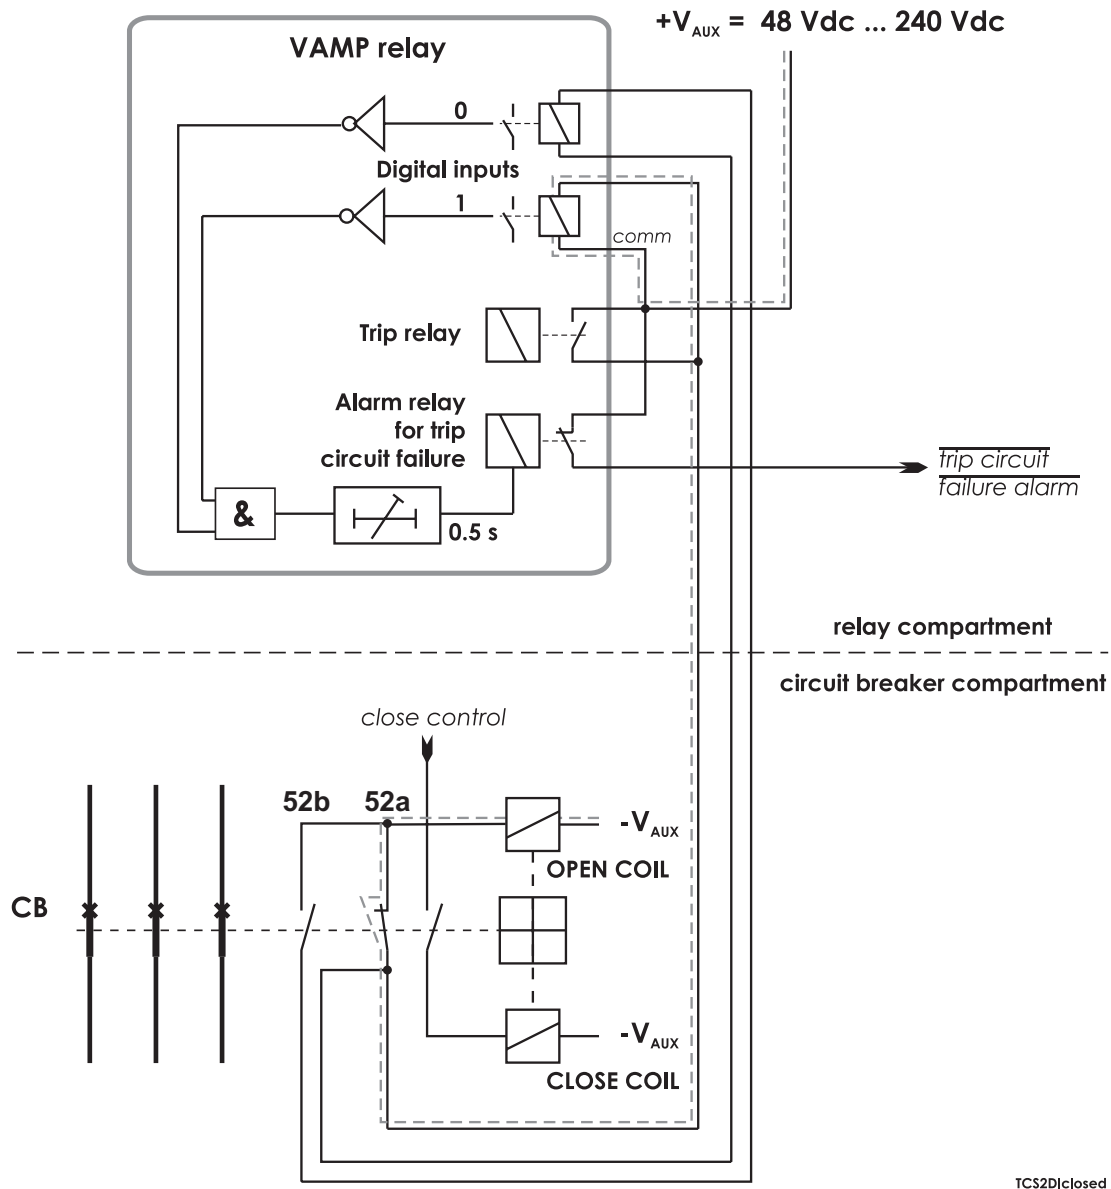 +VAUX = 48 Vdc ... 240 Vdc
VAMP relay
0
Digital inputs
1
comm
Trip relay
Alarm relay
for trip
circuit failure
trip circuit
failure alarm
&
0.5 s
relay compartment
circuit breaker compartment
close control
52b 52a
-VAUX
OPEN COIL
CB
-VAUX
CLOSE COIL
TCS2DIclosed